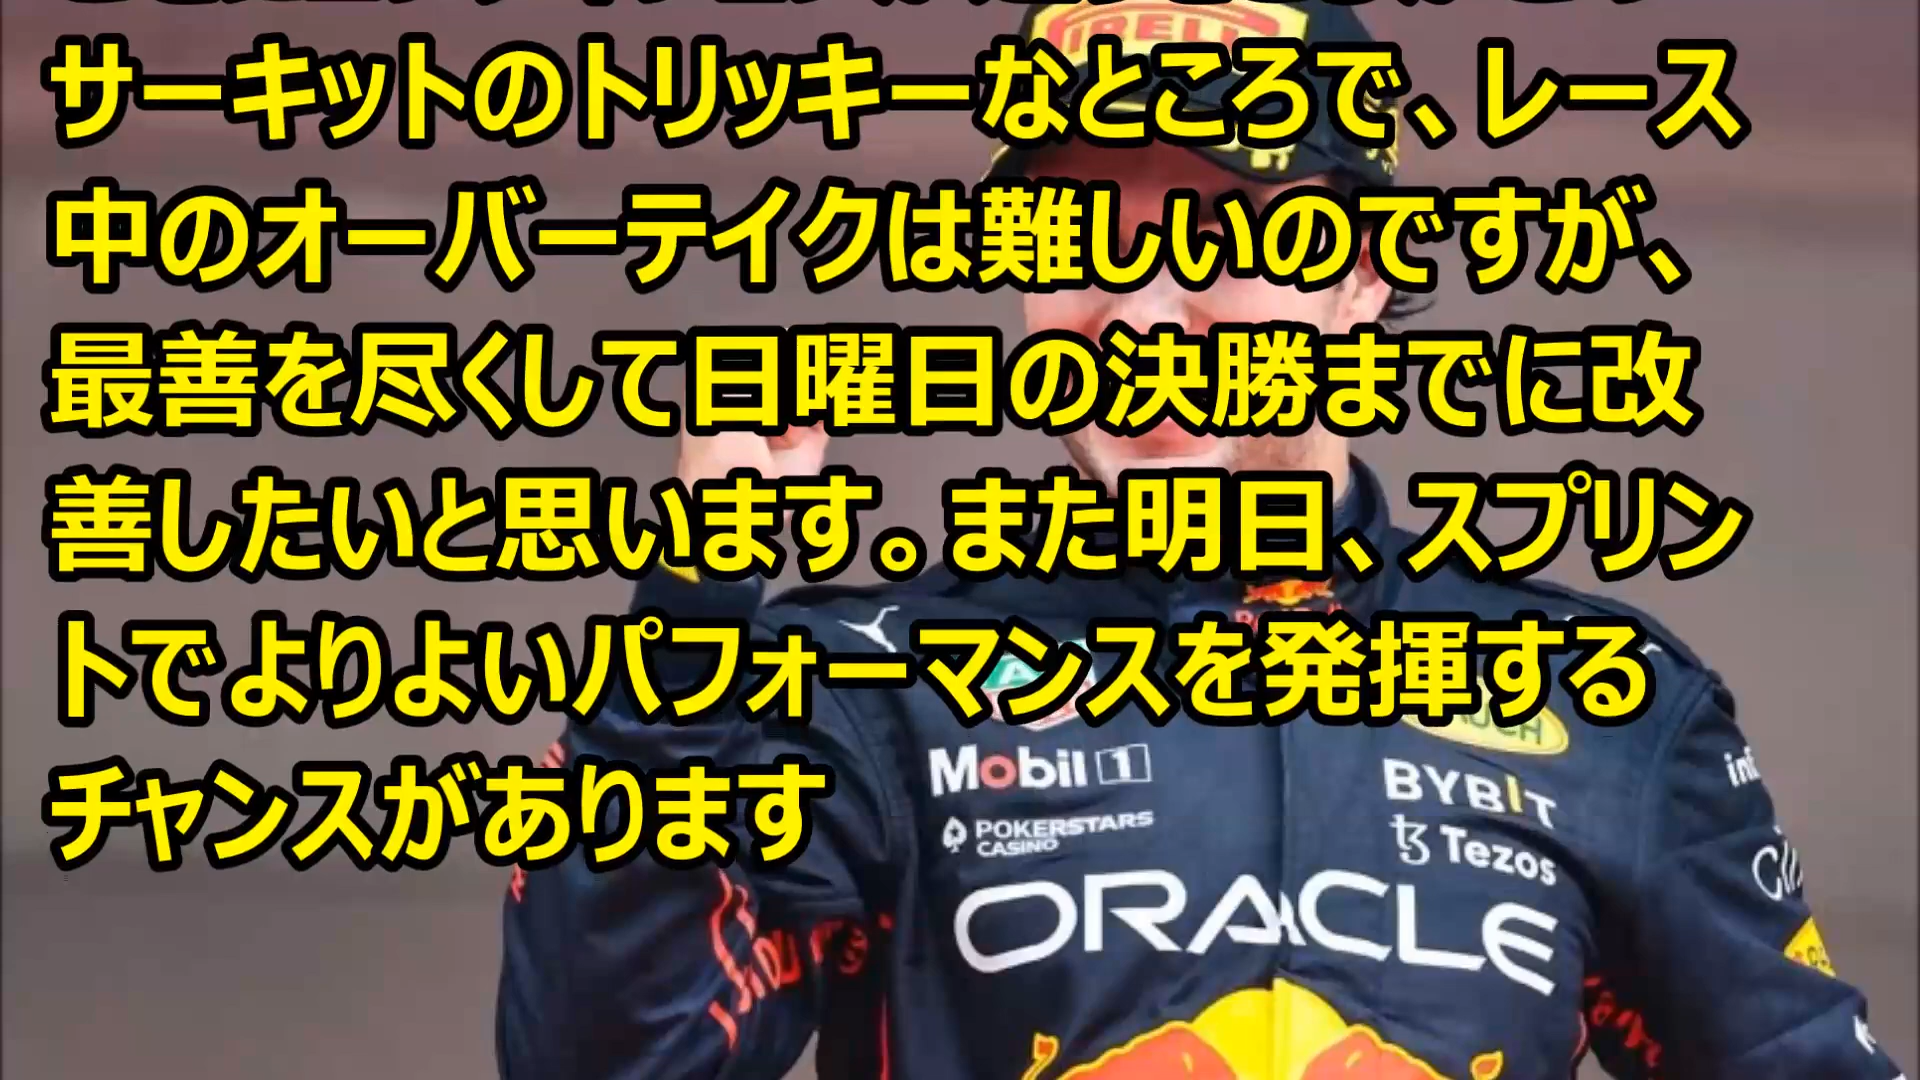 サーキットのトリッキーなところで、レース
中のオーバーテイクは難しいのですが、
最善を尽くして日曜日の決勝までに改
善したいと思います。また明日、スプリン
トでよりよいパフォーマンスを発揮する
チャンスがあります
Mobil 1
BYBIT
POKERSTARS
CASINO
Tezos
ORACLE